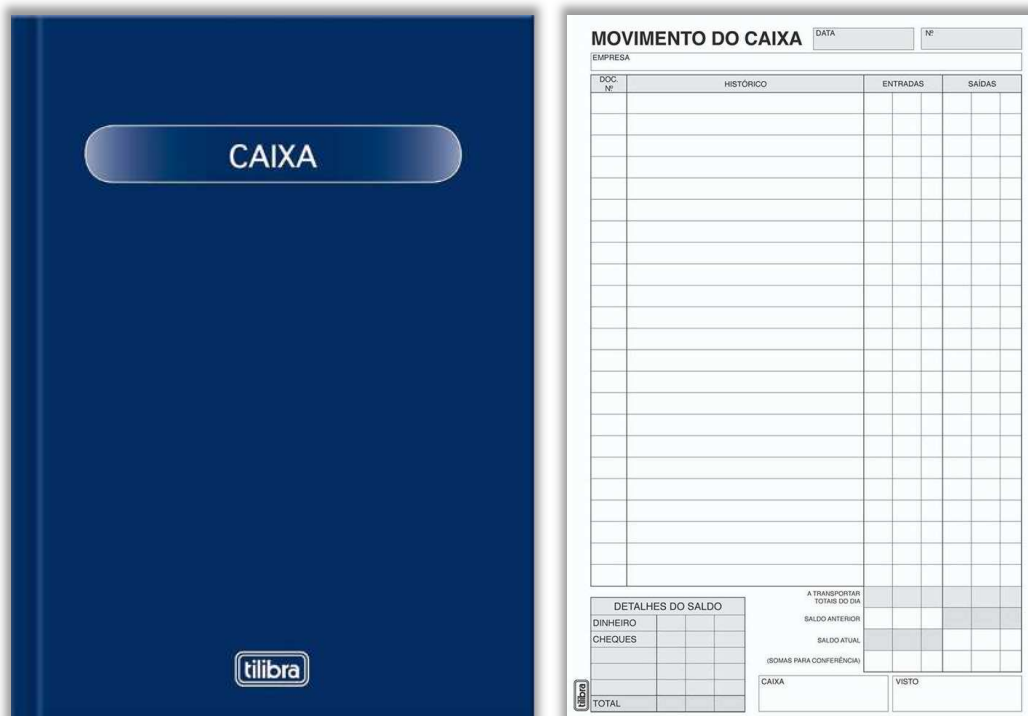 CAIXA
tilibra
MOVIMENTO DO CAIXA
DATA
Nº
EMPRESA
DOC. Nº
HISTÓRICO
ENTRADAS
SAÍDAS
A TRANSPORTAR
TOTAIS DO DIA
SALDO ANTERIOR
SALDO ATUAL
(SOMAS PARA CONFERÊNCIA)
DETALHES DO SALDO
DINHEIRO
CHEQUES
TOTAL
CAIXA
VISTO
tilibra